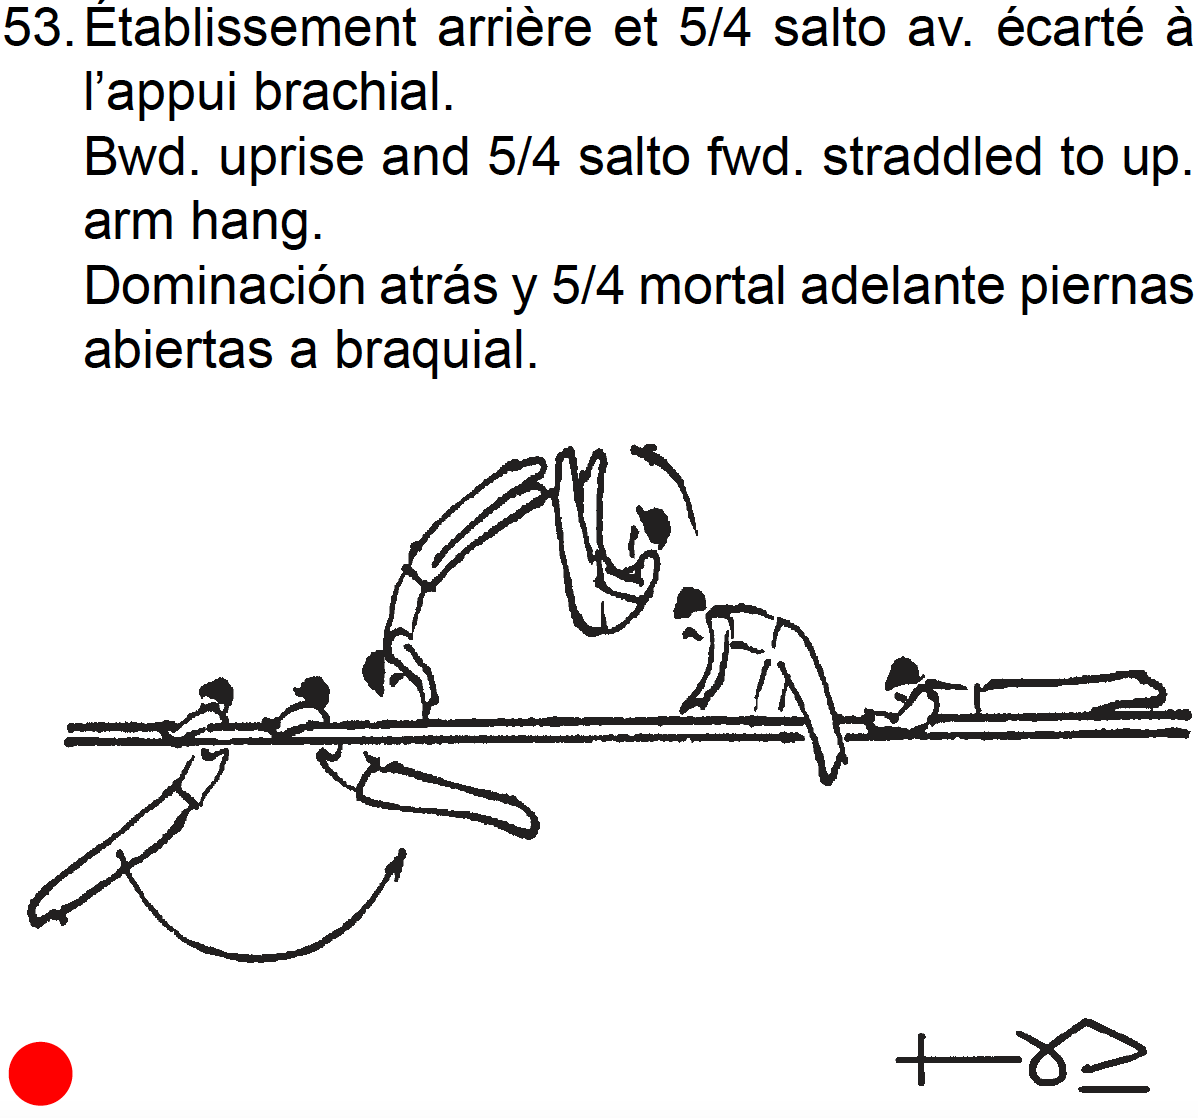 53. Établissement arrière et 5/4 salto av. écarté à
l’appui brachial.
Bwd. uprise and 5/4 salto fwd. straddled to up.
arm hang.
Dominación atrás y 5/4 mortal adelante piernas
abiertas a braquial.